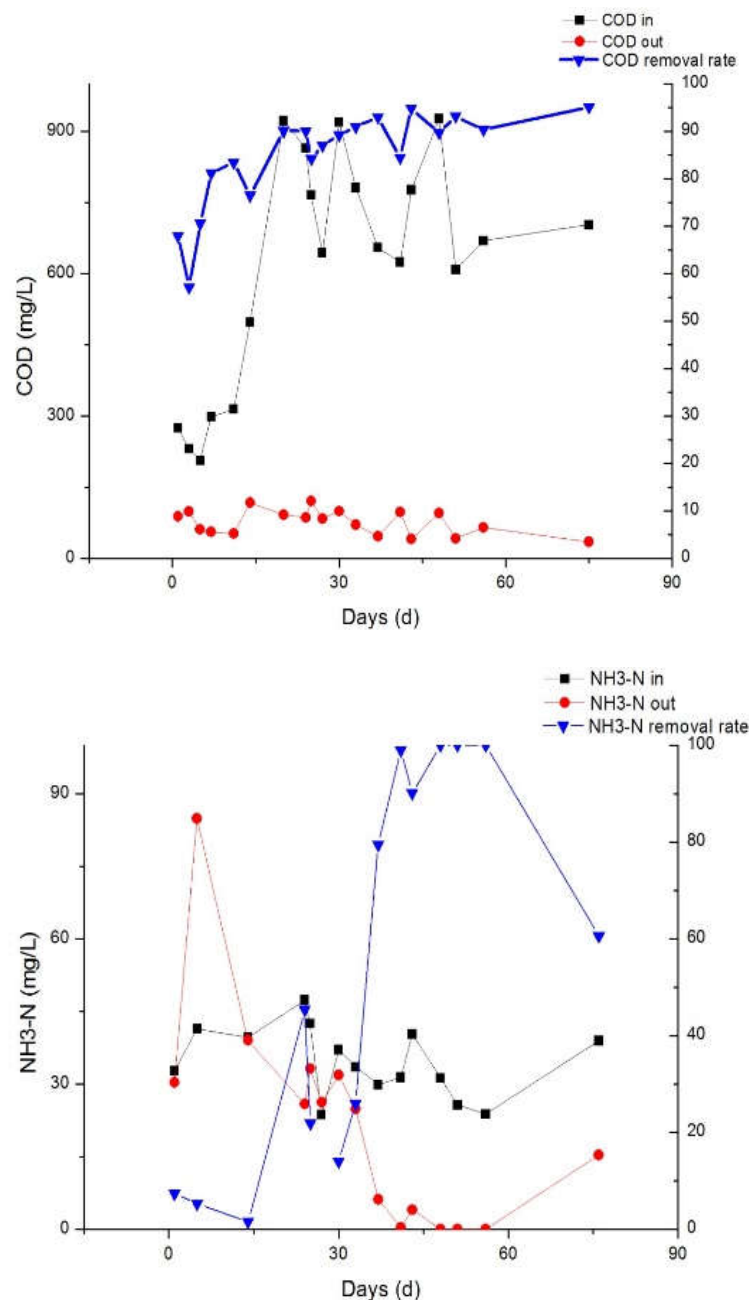 COD in
COD out
COD removal rate
100
90
80
70
60
50
40
30
20
10
0
900
600
300
0
COD (mg/L)
0 30 60 90
Days (d)
NH3-N in
NH3-N out
NH3-N removal rate
100
80
60
40
20
0
90
60
30
0
NH3-N (mg/L)
0 30 60 90
Days (d)